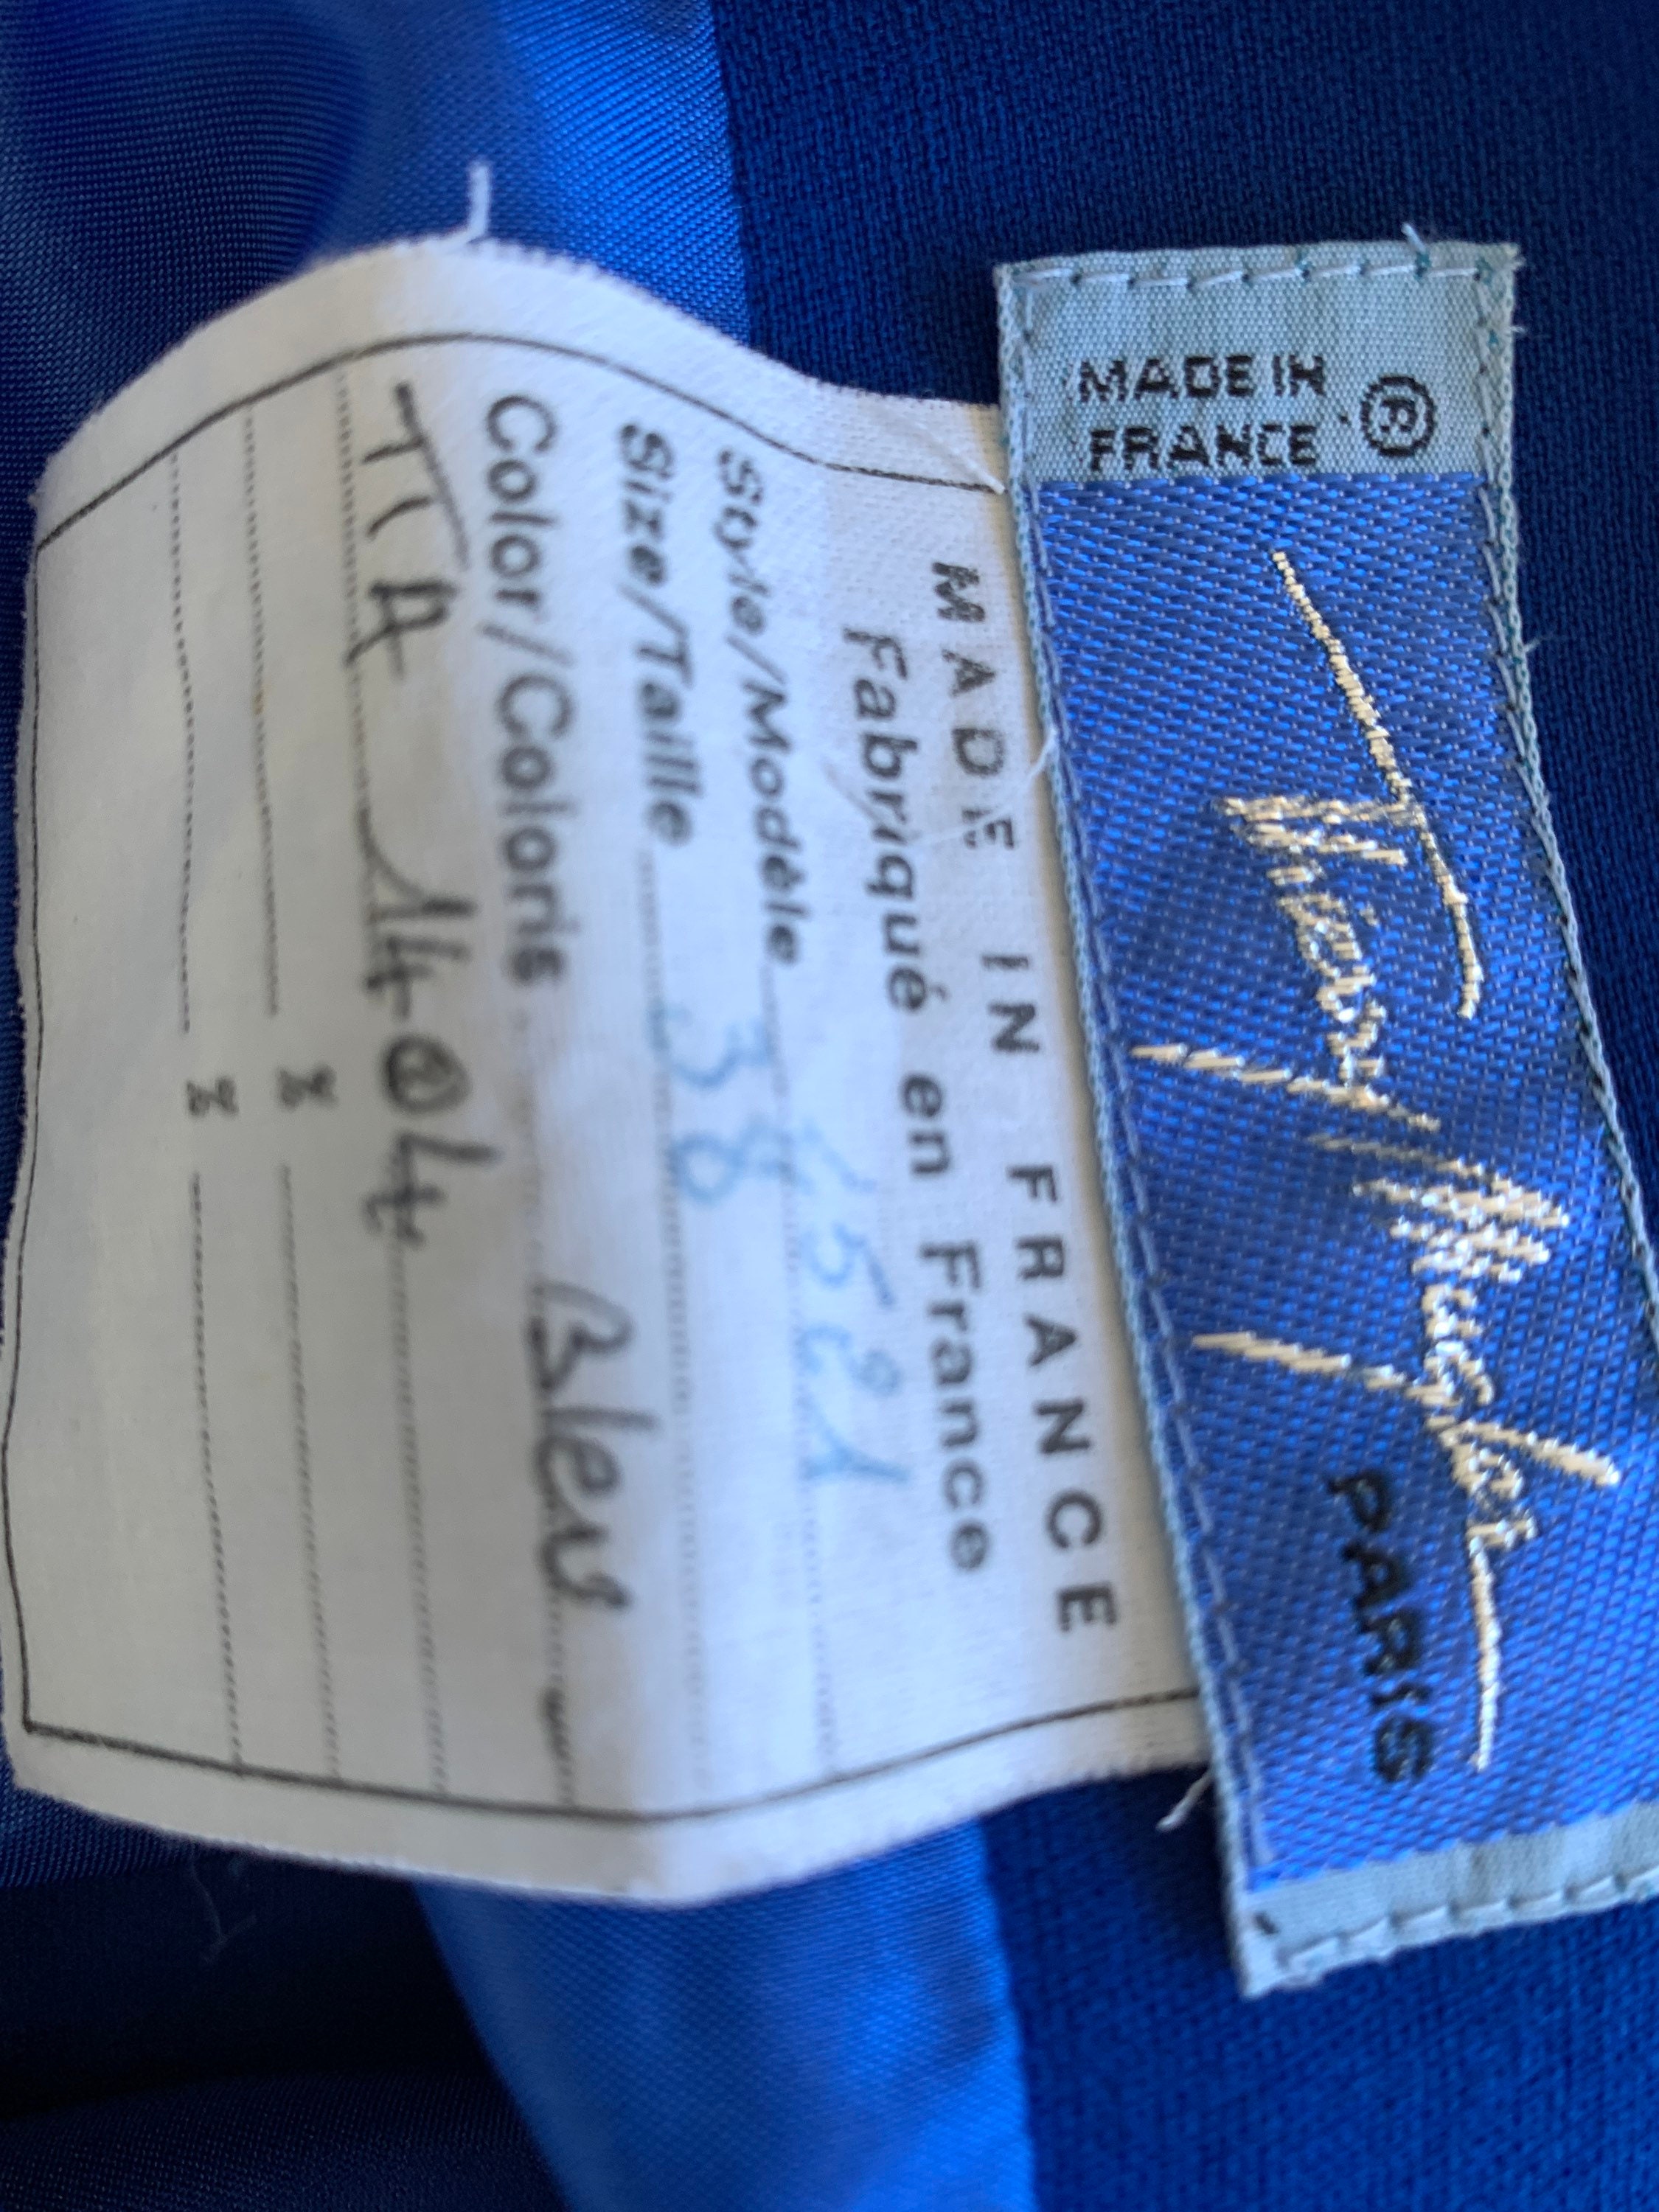 MADE IN
FRANCE
®
Thierry Mugler
PARIS
MADE IN FRANCE
Fabriqué en France
Style/Modèle
Size/Taille 38
Color/Coloris Bleu
%
%